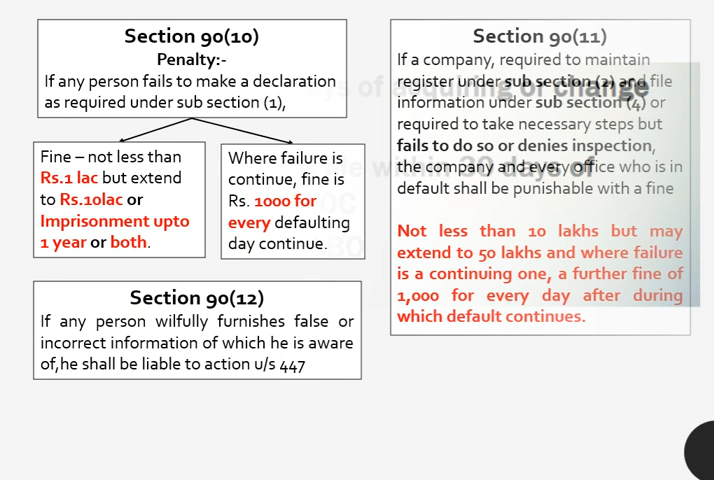 Section 90(10)
Penalty:-
If any person fails to make a declaration
as required under sub section (1),
Fine – not less than
Rs.1 lac but extend
to Rs.10lac or
Imprisonment upto
1 year or both.
Where failure is
continue, fine is
Rs. 1000 for
every defaulting
day continue.
Section 90(12)
If any person wilfully furnishes false or
incorrect information of which he is aware
of,he shall be liable to action u/s 447
Section 90(11)
If a company, required to maintain
register under sub section (2) and file
information under sub section (4) or
required to take necessary steps but
fails to do so or denies inspection,
the company and every office who is in
default shall be punishable with a fine
Not less than 10 lakhs but may
extend to 50 lakhs and where failure
is a continuing one, a further fine of
1,000 for every day after during
which default continues.
of acquiring or change
within 30 days of